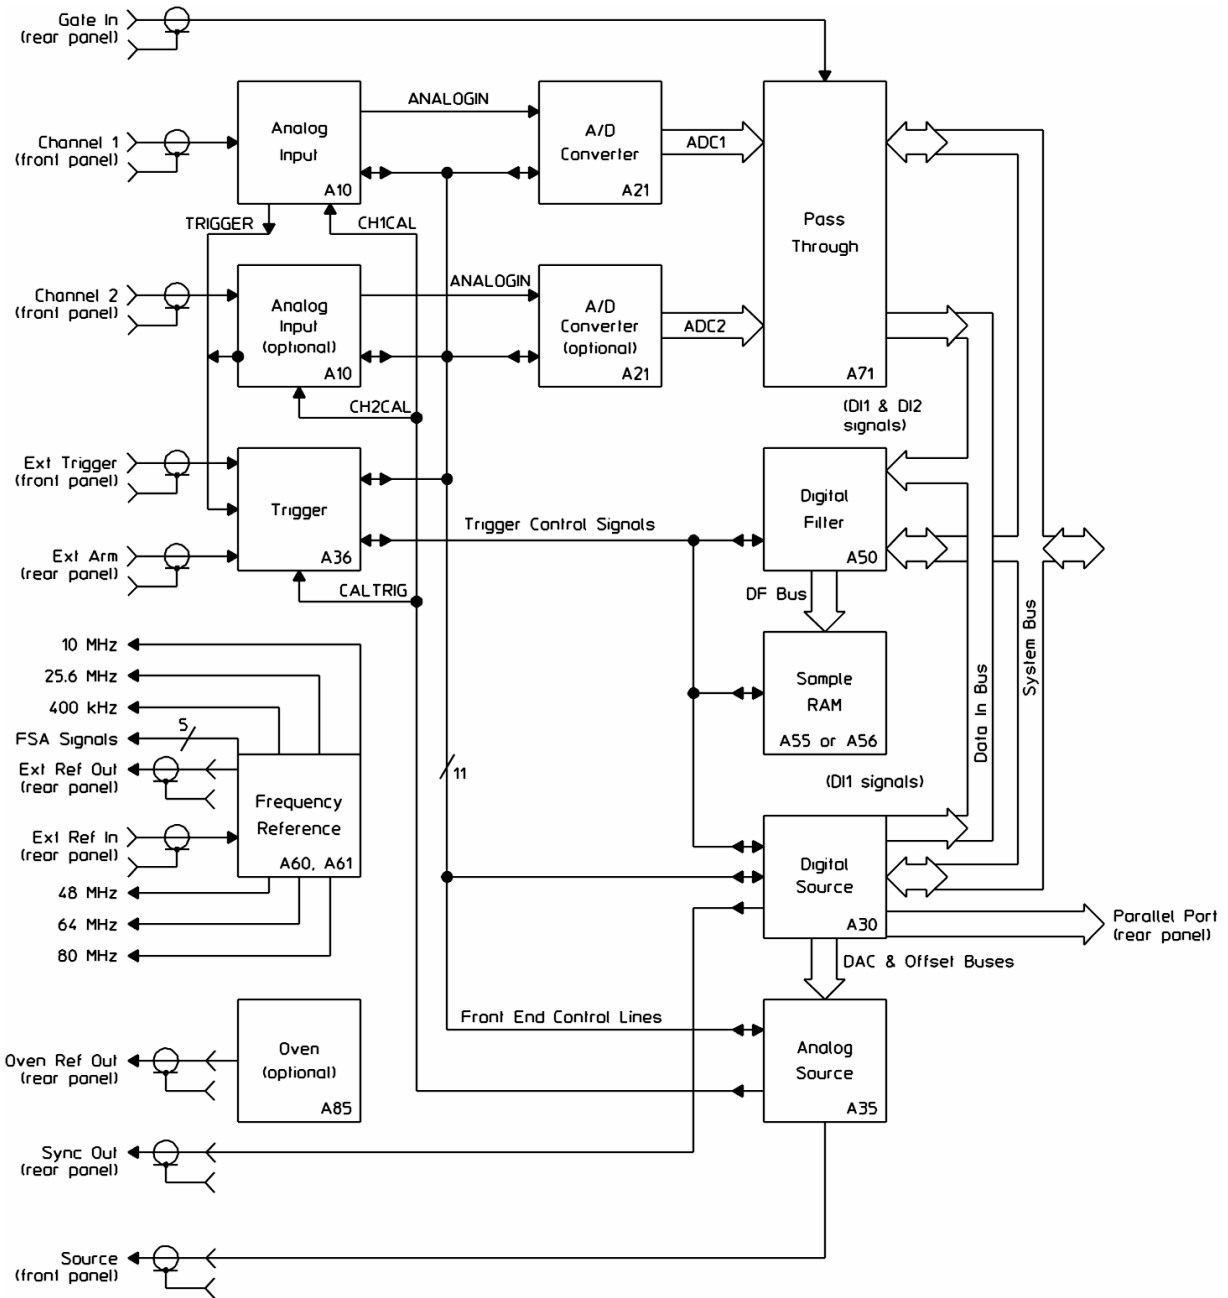 Gate In
(rear panel)
Channel 1
(front panel)
Analog
Input
A10
ANALOGIN
A/D
Converter
A21
ADC1
Pass
Through
A71
TRIGGER
CH1CAL
Channel 2
(front panel)
Analog
Input
(optional)
A10
ANALOGIN
A/D
Converter
(optional)
A21
ADC2
CH2CAL
(DI1 & DI2
signals)
Ext Trigger
(front panel)
Trigger
A36
Ext Arm
(rear panel)
Trigger Control Signals
Digital
Filter
A50
CALTRIG
DF Bus
Sample
RAM
A55 or A56
Data In Bus
System Bus
10 MHz
25.6 MHz
400 kHz
FSA Signals
5
Ext Ref Out
(rear panel)
Ext Ref In
(rear panel)
Frequency
Reference
A60, A61
48 MHz
64 MHz
80 MHz
11
(DI1 signals)
Digital
Source
A30
Parallel Port
(rear panel)
DAC & Offset Buses
Front End Control Lines
Analog
Source
A35
Oven Ref Out
(rear panel)
Oven
(optional)
A85
Sync Out
(rear panel)
Source
(front panel)